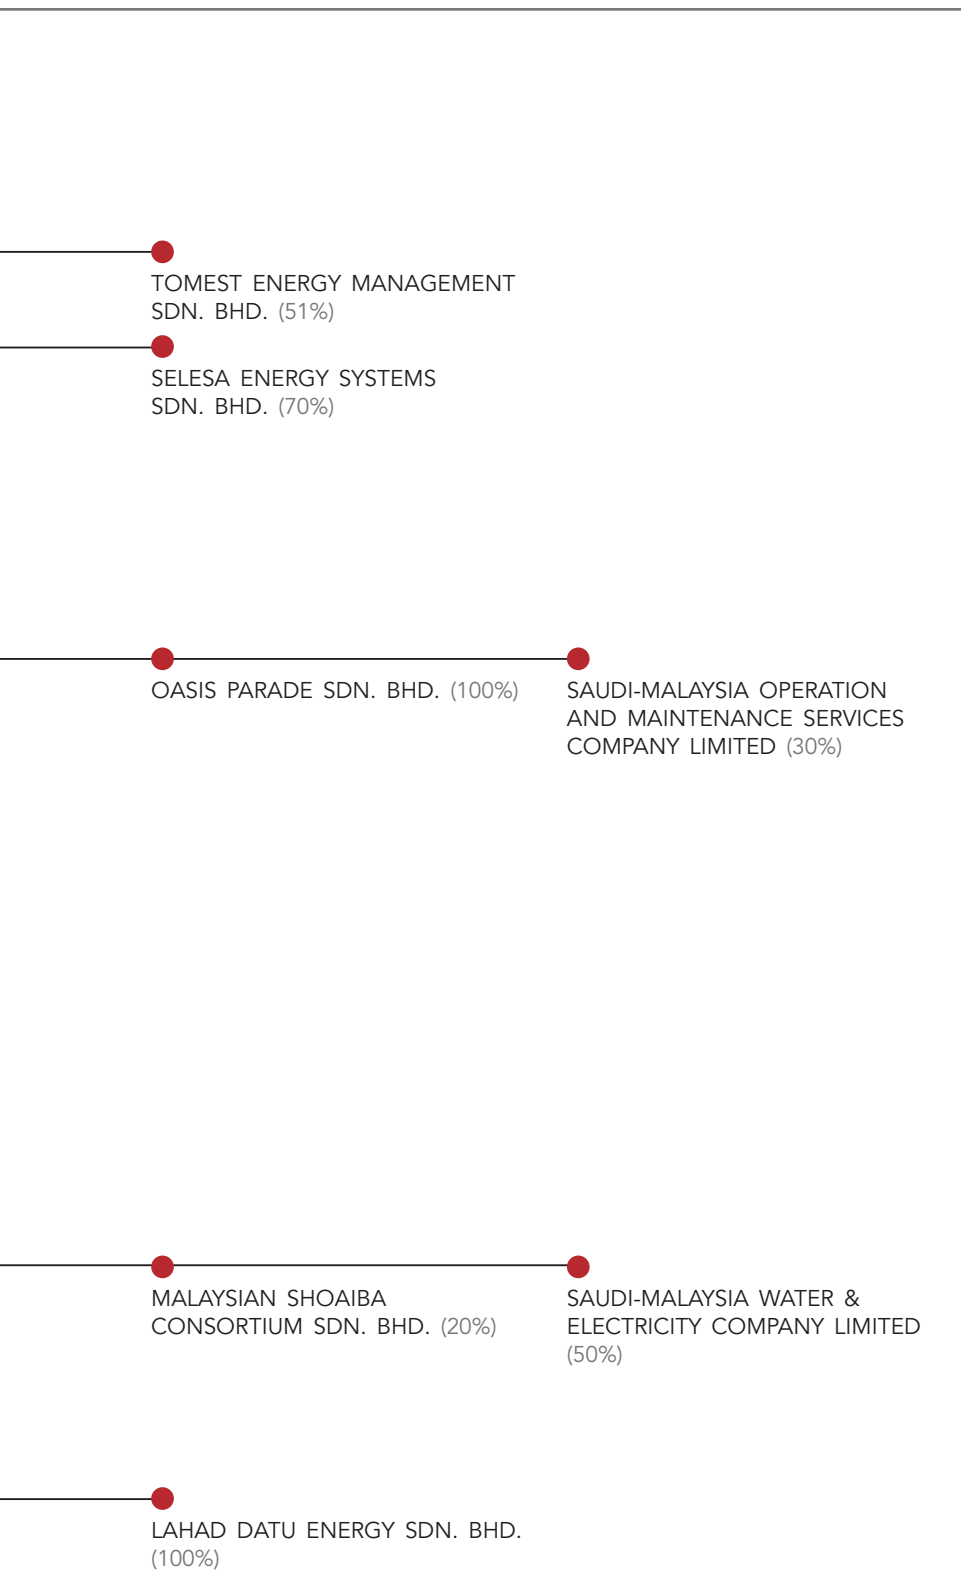 TOMEST ENERGY MANAGEMENT
SDN. BHD. (51%)
SELESA ENERGY SYSTEMS
SDN. BHD. (70%)
OASIS PARADE SDN. BHD. (100%)
SAUDI-MALAYSIA OPERATION
AND MAINTENANCE SERVICES
COMPANY LIMITED (30%)
MALAYSIAN SHOAIBA
CONSORTIUM SDN. BHD. (20%)
SAUDI-MALAYSIA WATER &
ELECTRICITY COMPANY LIMITED
(50%)
LAHAD DATU ENERGY SDN. BHD.
(100%)